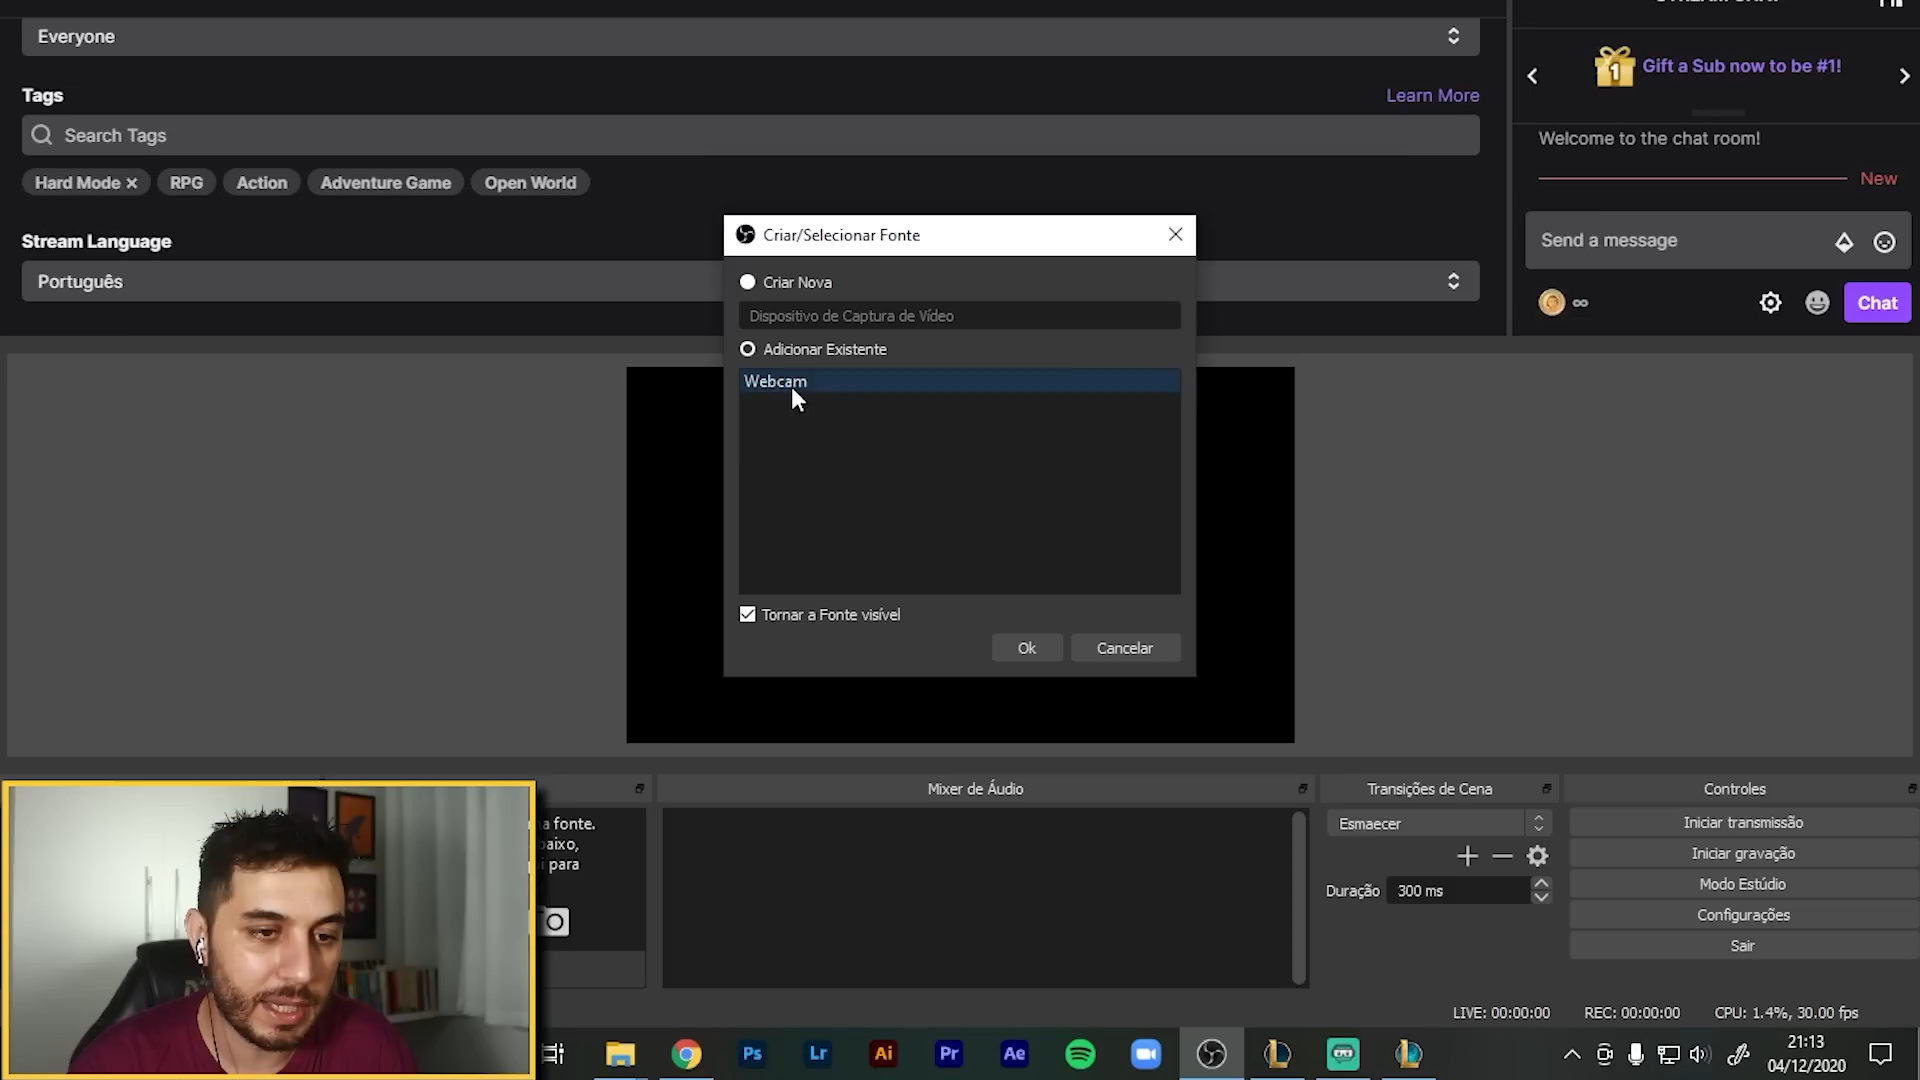 Everyone
Tags
Learn More
Search Tags
Hard Mode ×
RPG
Action
Adventure Game
Open World
Stream Language
Português
1
Gift a Sub now to be #1!
Welcome to the chat room!
New
Send a message
Chat
Criar/Selecionar Fonte
Criar Nova
Dispositivo de Captura de Vídeo
Adicionar Existente
Webcam
Tornar a Fonte visível
Ok
Cancelar
a fonte.
baixo,
para
Mixer de Áudio
Transições de Cena
Esmaecer
Duração
300 ms
Controles
Iniciar transmissão
Iniciar gravação
Modo Estúdio
Configurações
Sair
LIVE: 00:00:00
REC: 00:00:00
CPU: 1.4%, 30.00 fps
Ps
Lr
Ai
Pr
Ae
21:13
04/12/2020